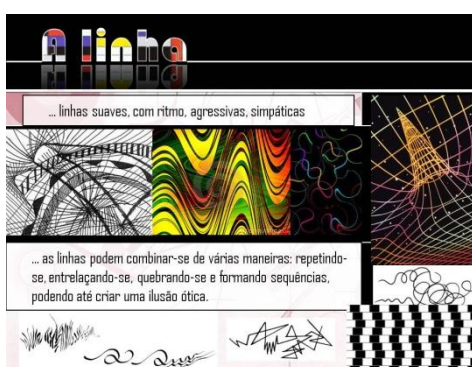 A linha
... linhas suaves, com ritmo, agressivas, simpáticas
... as linhas podem combinar-se de várias maneiras: repetindo-
se, entrelaçando-se, quebrando-se e formando sequências,
podendo até criar uma ilusão ótica.